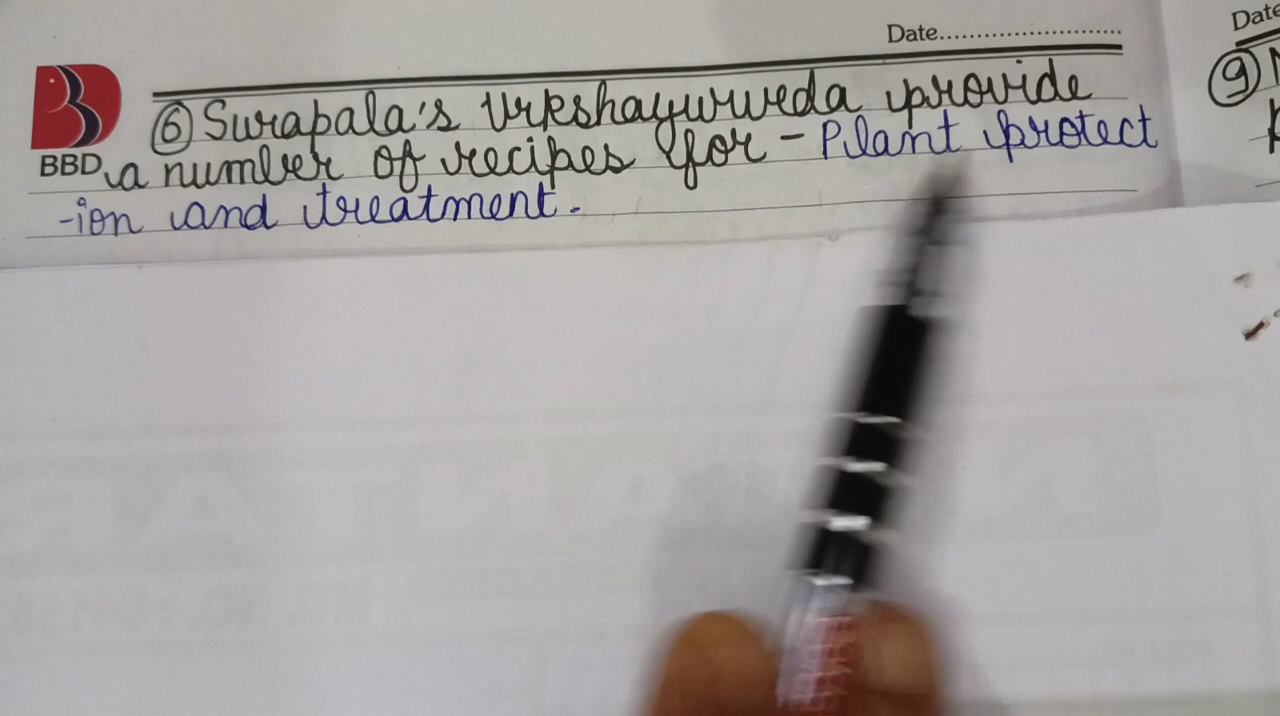 Date........................
⑥ Surapala's Vrkshayurveda provide
BBD a number of recipes for - Plant protect
-ion and treatment.
Date
⑨